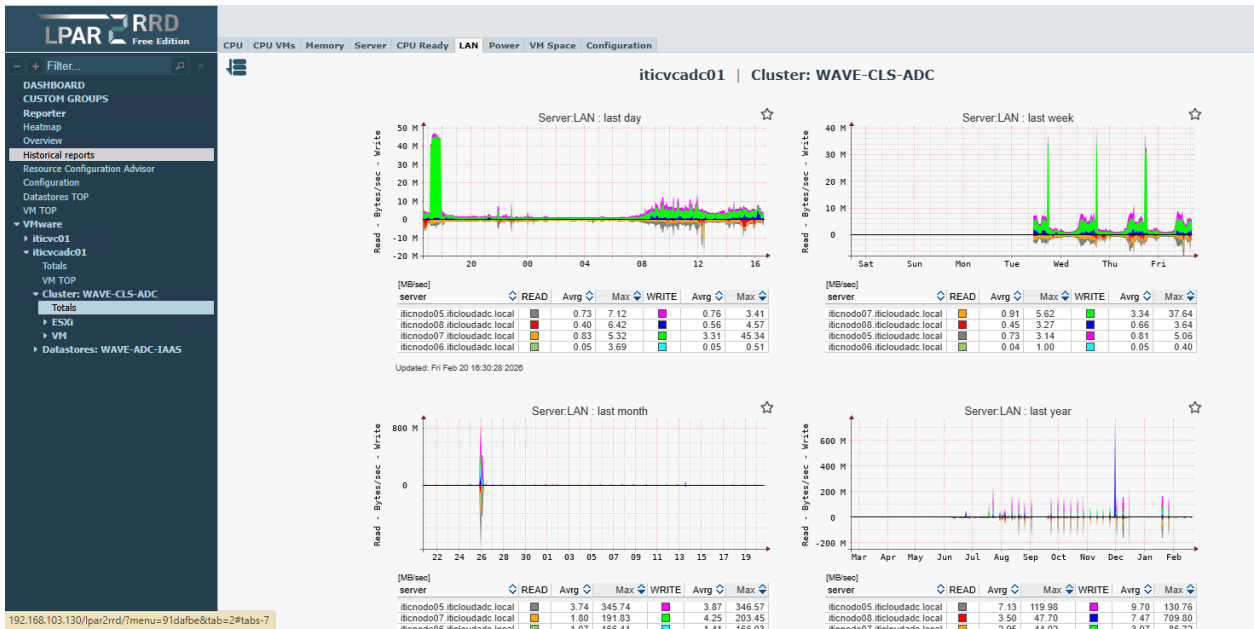 LPAR 2 RRD
Free Edition
CPU CPU VMs Memory Server CPU Ready LAN Power VM Space Configuration
− + Filter... ×
DASHBOARD
CUSTOM GROUPS
Reporter
Heatmap
Overview
Historical reports
Resource Configuration Advisor
Configuration
Datastores TOP
VM TOP
VMware
iticvc01
iticvcadc01
Totals
VM TOP
Cluster: WAVE-CLS-ADC
Totals
ESXi
VM
Datastores: WAVE-ADC-IAAS
192.168.103.130/lpar2rrd/?menu=91dafbe&tab=2#tabs-7
iticvcadc01 | Cluster: WAVE-CLS-ADC
Server:LAN : last day
Read - Bytes/sec - Write
50 M
40 M
30 M
20 M
10 M
0
-10 M
-20 M
20 00 04 08 12 16
[MB/sec]
server READ Avrg Max WRITE Avrg Max
iticnodo05.iticloudadc.local 0.73 7.12 0.76 3.41
iticnodo08.iticloudadc.local 0.40 6.42 0.56 4.57
iticnodo07.iticloudadc.local 0.83 5.32 3.31 45.34
iticnodo06.iticloudadc.local 0.05 3.69 0.05 0.51
Updated: Fri Feb 20 16:30:28 2026
Server:LAN : last week
Read - Bytes/sec - Write
40 M
30 M
20 M
10 M
0
Sat Sun Mon Tue Wed Thu Fri
[MB/sec]
server READ Avrg Max WRITE Avrg Max
iticnodo07.iticloudadc.local 0.91 5.62 3.34 37.64
iticnodo08.iticloudadc.local 0.45 3.27 0.66 3.64
iticnodo05.iticloudadc.local 0.73 3.14 0.81 5.06
iticnodo06.iticloudadc.local 0.04 1.00 0.05 0.40
Server:LAN : last month
Read - Bytes/sec - Write
800 M
0
22 24 26 28 30 01 03 05 07 09 11 13 15 17 19
[MB/sec]
server READ Avrg Max WRITE Avrg Max
iticnodo05.iticloudadc.local 3.74 345.74 3.87 346.57
iticnodo07.iticloudadc.local 1.80 191.83 4.25 203.45
Server:LAN : last year
Read - Bytes/sec - Write
600 M
400 M
200 M
0
-200 M
Mar Apr May Jun Jul Aug Sep Oct Nov Dec Jan Feb
[MB/sec]
server READ Avrg Max WRITE Avrg Max
iticnodo05.iticloudadc.local 7.13 119.98 9.70 130.76
iticnodo08.iticloudadc.local 3.50 47.70 7.47 709.80